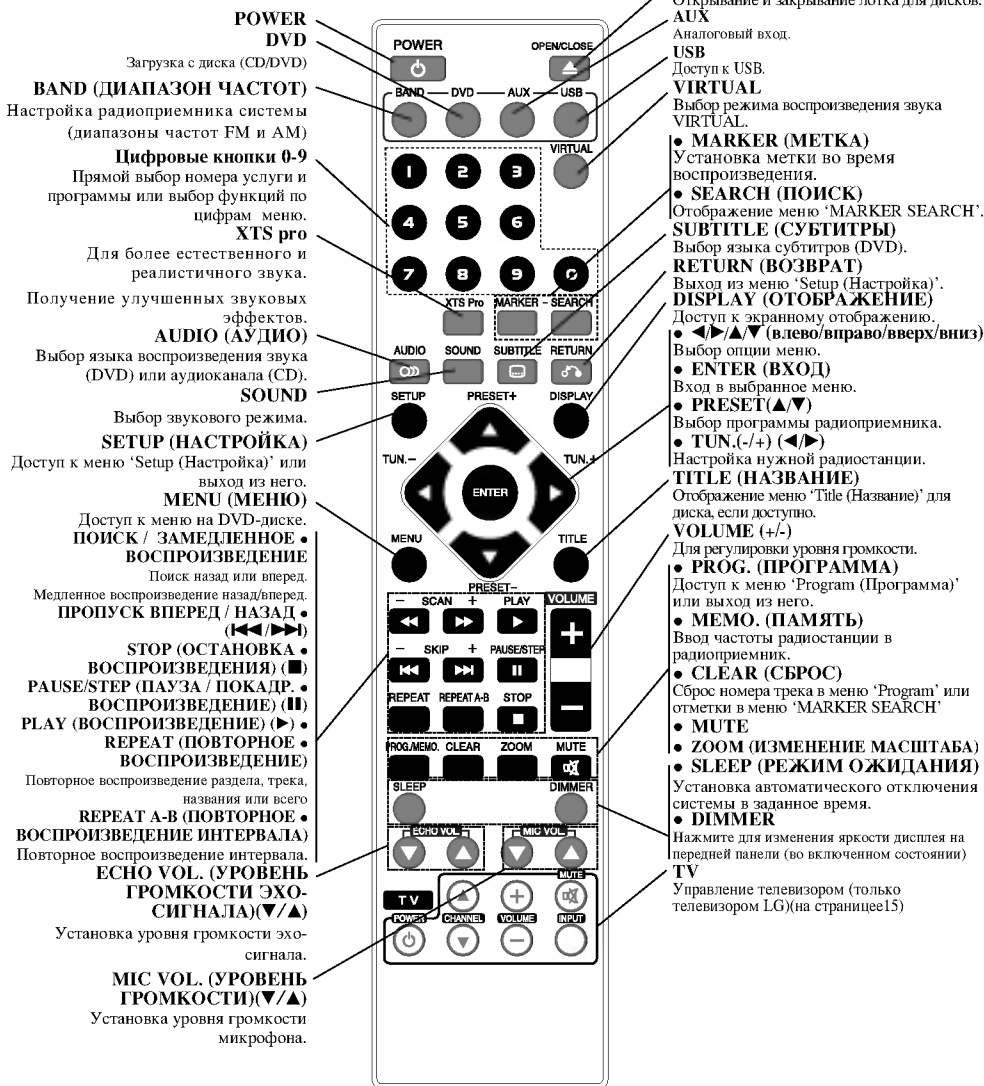 POWER
DVD
Загрузка с диска (CD/DVD)
BAND (ДИАПАЗОН ЧАСТОТ)
Настройка радиоприемника системы
(диапазоны частот FM и AM)
Цифровые кнопки 0-9
Прямой выбор номера услуги и
программы или выбор функций по
цифрам меню.
XTS pro
Для более естественного и
реалистичного звука.
Получение улучшенных звуковых
эффектов.
AUDIO (АУДИО)
Выбор языка воспроизведения звука
(DVD) или аудиоканала (CD).
SOUND
Выбор звукового режима.
SETUP (НАСТРОЙКА)
Доступ к меню ‘Setup (Настройка)’ или
выход из него.
MENU (МЕНЮ)
Доступ к меню на DVD-диске.
ПОИСК / ЗАМЕДЛЕННОЕ •
ВОСПРОИЗВЕДЕНИЕ
Поиск назад или вперед.
Медленное воспроизведение назад/вперед.
ПРОПУСК ВПЕРЕД / НАЗАД •
(⏮/⏭)
STOP (ОСТАНОВКА •
ВОСПРОИЗВЕДЕНИЯ) (■)
PAUSE/STEP (ПАУЗА / ПОКАДР. •
ВОСПРОИЗВЕДЕНИЕ) (⏸)
PLAY (ВОСПРОИЗВЕДЕНИЕ) (▶) •
REPEAT (ПОВТОРНОЕ •
ВОСПРОИЗВЕДЕНИЕ)
Повторное воспроизведение раздела, трека,
названия или всего
REPEAT A-B (ПОВТОРНОЕ •
ВОСПРОИЗВЕДЕНИЕ ИНТЕРВАЛА)
Повторное воспроизведение интервала.
ECHO VOL. (УРОВЕНЬ
ГРОМКОСТИ ЭХО-
СИГНАЛА)(▼/▲)
Установка уровня громкости эхо-
сигнала.
MIC VOL. (УРОВЕНЬ
ГРОМКОСТИ)(▼/▲)
Установка уровня громкости
микрофона.
POWER OPEN/CLOSE
BAND DVD AUX USB
VIRTUAL
1 2 3
4 5 6
7 8 9 0
XTS Pro MARKER - SEARCH
AUDIO SOUND SUBTITLE RETURN
SETUP PRESET+ DISPLAY
TUN.− TUN.+
ENTER
MENU TITLE
PRESET−
− SCAN + PLAY VOLUME
− SKIP + PAUSE/STEP
REPEAT REPEAT A-B STOP
PROG./MEMO. CLEAR ZOOM MUTE
SLEEP DIMMER
ECHO VOL. MIC VOL.
MUTE
TV
POWER CHANNEL VOLUME INPUT
Открывание и закрывание лотка для дисков.
AUX
Аналоговый вход.
USB
Доступ к USB.
VIRTUAL
Выбор режима воспроизведения звука
VIRTUAL.
• MARKER (МЕТКА)
Установка метки во время
воспроизведения.
• SEARCH (ПОИСК)
Отображение меню ‘MARKER SEARCH’.
SUBTITLE (СУБТИТРЫ)
Выбор языка субтитров (DVD).
RETURN (ВОЗВРАТ)
Выход из меню ‘Setup (Настройка)’.
DISPLAY (ОТОБРАЖЕНИЕ)
Доступ к экранному отображению.
• ◀/▶/▲/▼ (влево/вправо/вверх/вниз)
Выбор опции меню.
• ENTER (ВХОД)
Вход в выбранное меню.
• PRESET(▲/▼)
Выбор программы радиоприемника.
• TUN.(-/+) (◀/▶)
Настройка нужной радиостанции.
TITLE (НАЗВАНИЕ)
Отображение меню ‘Title (Название)’ для
диска, если доступно.
VOLUME (+/-)
Для регулировки уровня громкости.
• PROG. (ПРОГРАММА)
Доступ к меню ‘Program (Программа)’
или выход из него.
• MEMO. (ПАМЯТЬ)
Ввод частоты радиостанции в
радиоприемник.
• CLEAR (СБРОС)
Сброс номера трека в меню ‘Program’ или
отметки в меню ‘MARKER SEARCH’
• MUTE
• ZOOM (ИЗМЕНЕНИЕ МАСШТАБА)
• SLEEP (РЕЖИМ ОЖИДАНИЯ)
Установка автоматического отключения
системы в заданное время.
• DIMMER
Нажмите для изменения яркости дисплея на
передней панели (во включенном состоянии)
TV
Управление телевизором (только
телевизором LG)(на страницее15)